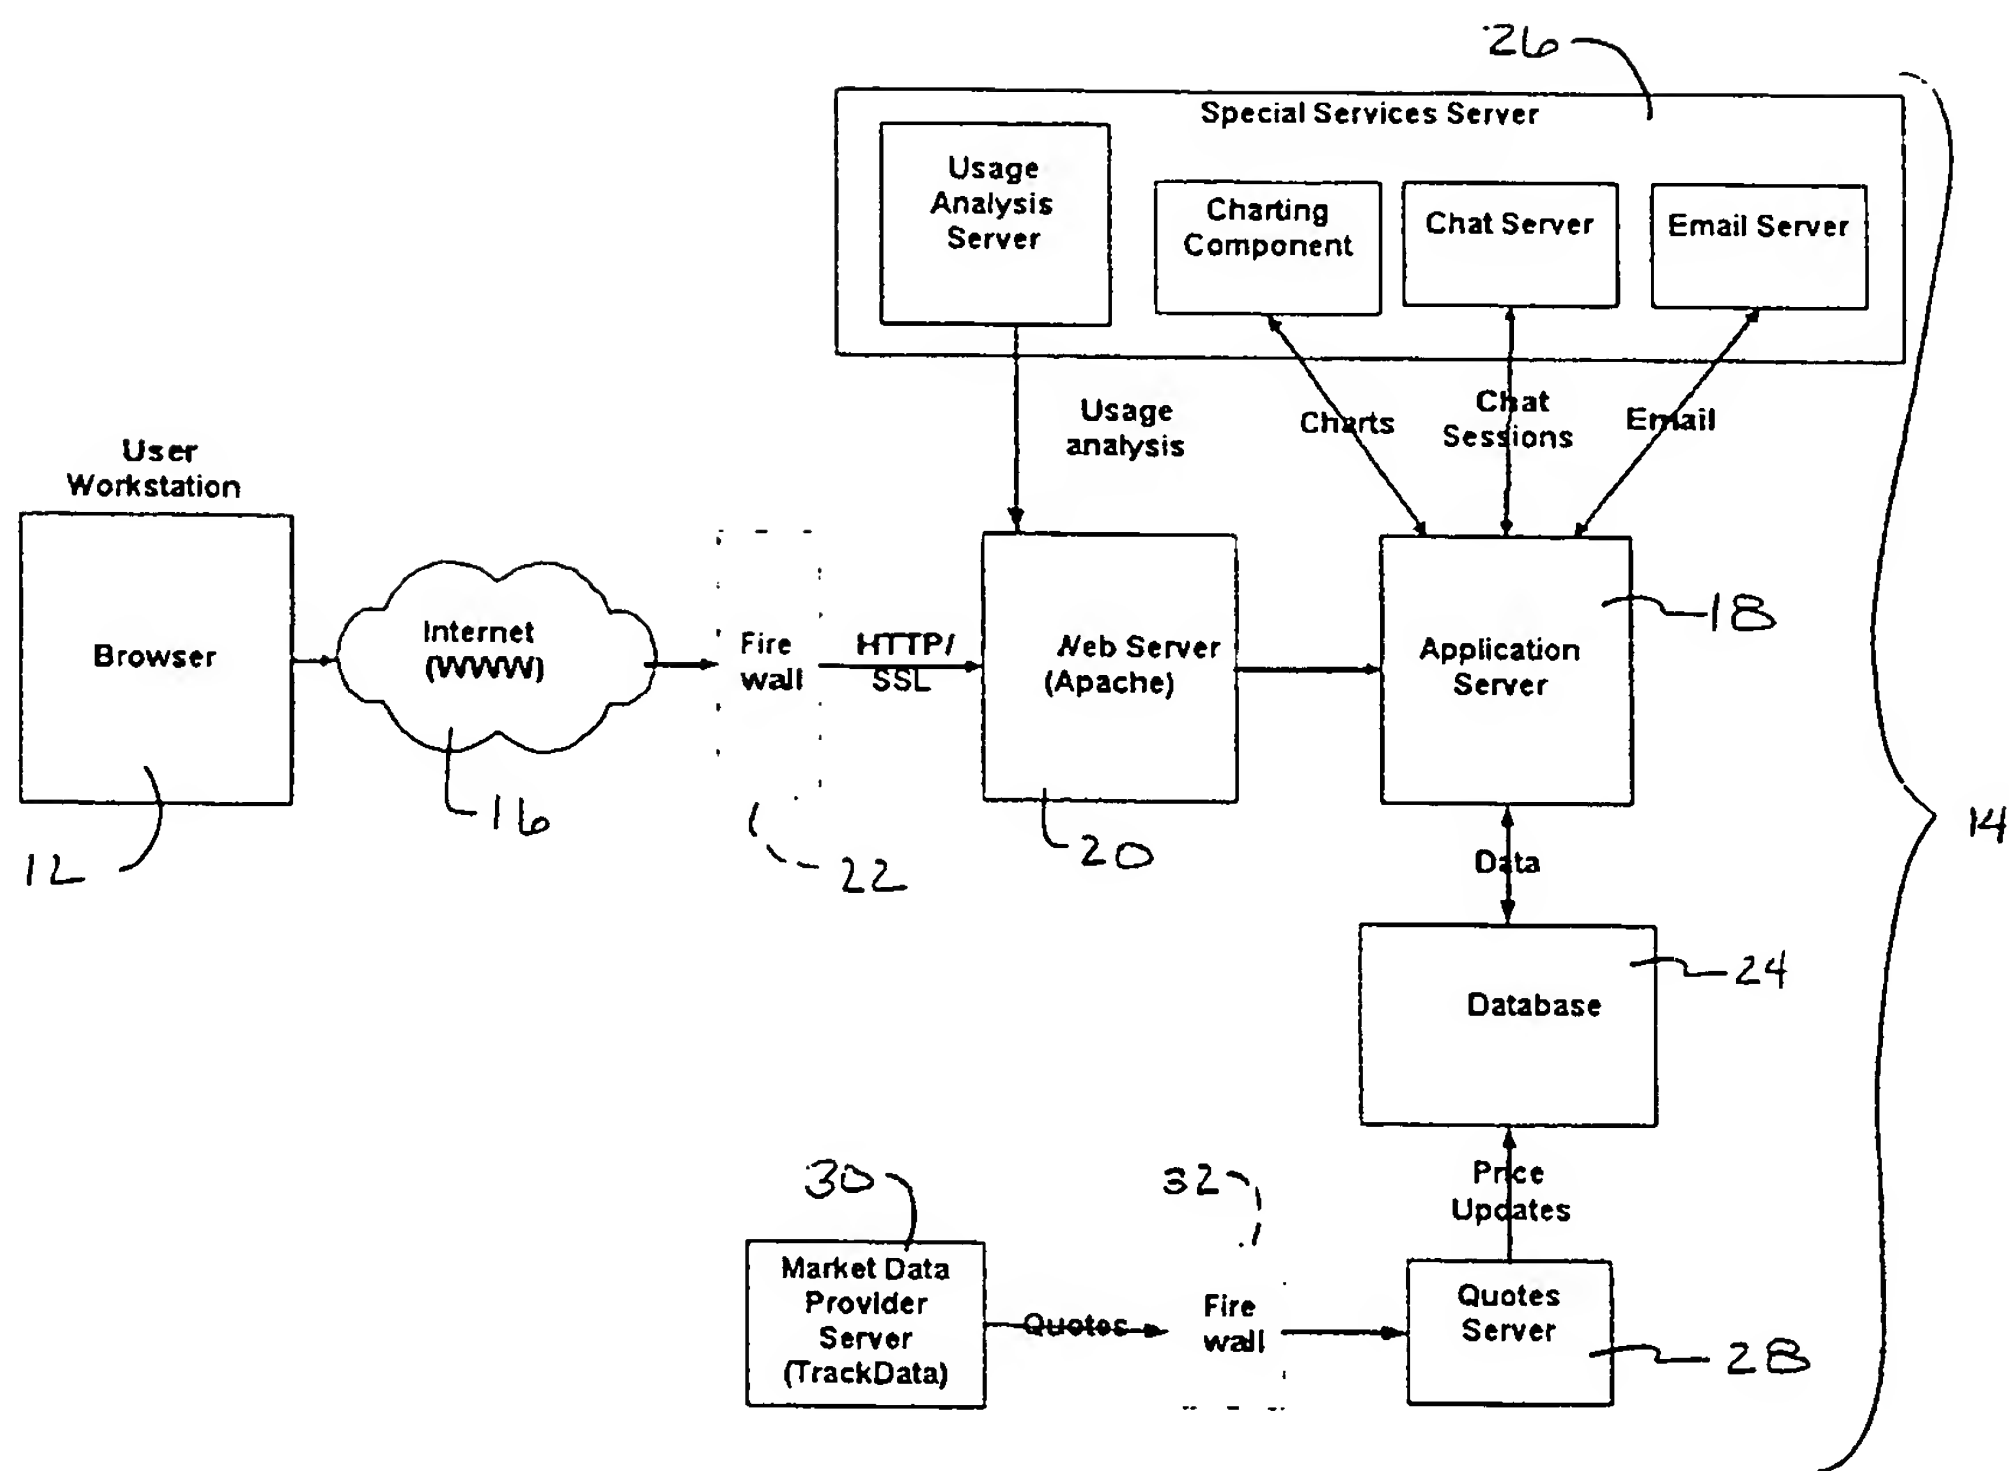 26
Special Services Server
Usage
Analysis
Server
Charting
Component
Chat Server
Email Server
Usage
analysis
Charts
Chat
Sessions
Email
User
Workstation
Browser
Internet
(WWW)
Fire
wall
HTTP/
SSL
Web Server
(Apache)
Application
Server
18
14
12
16
22
20
Data
Database
24
Price
Updates
30
32
Market Data
Provider
Server
(TrackData)
Quotes
Fire
wall
Quotes
Server
28